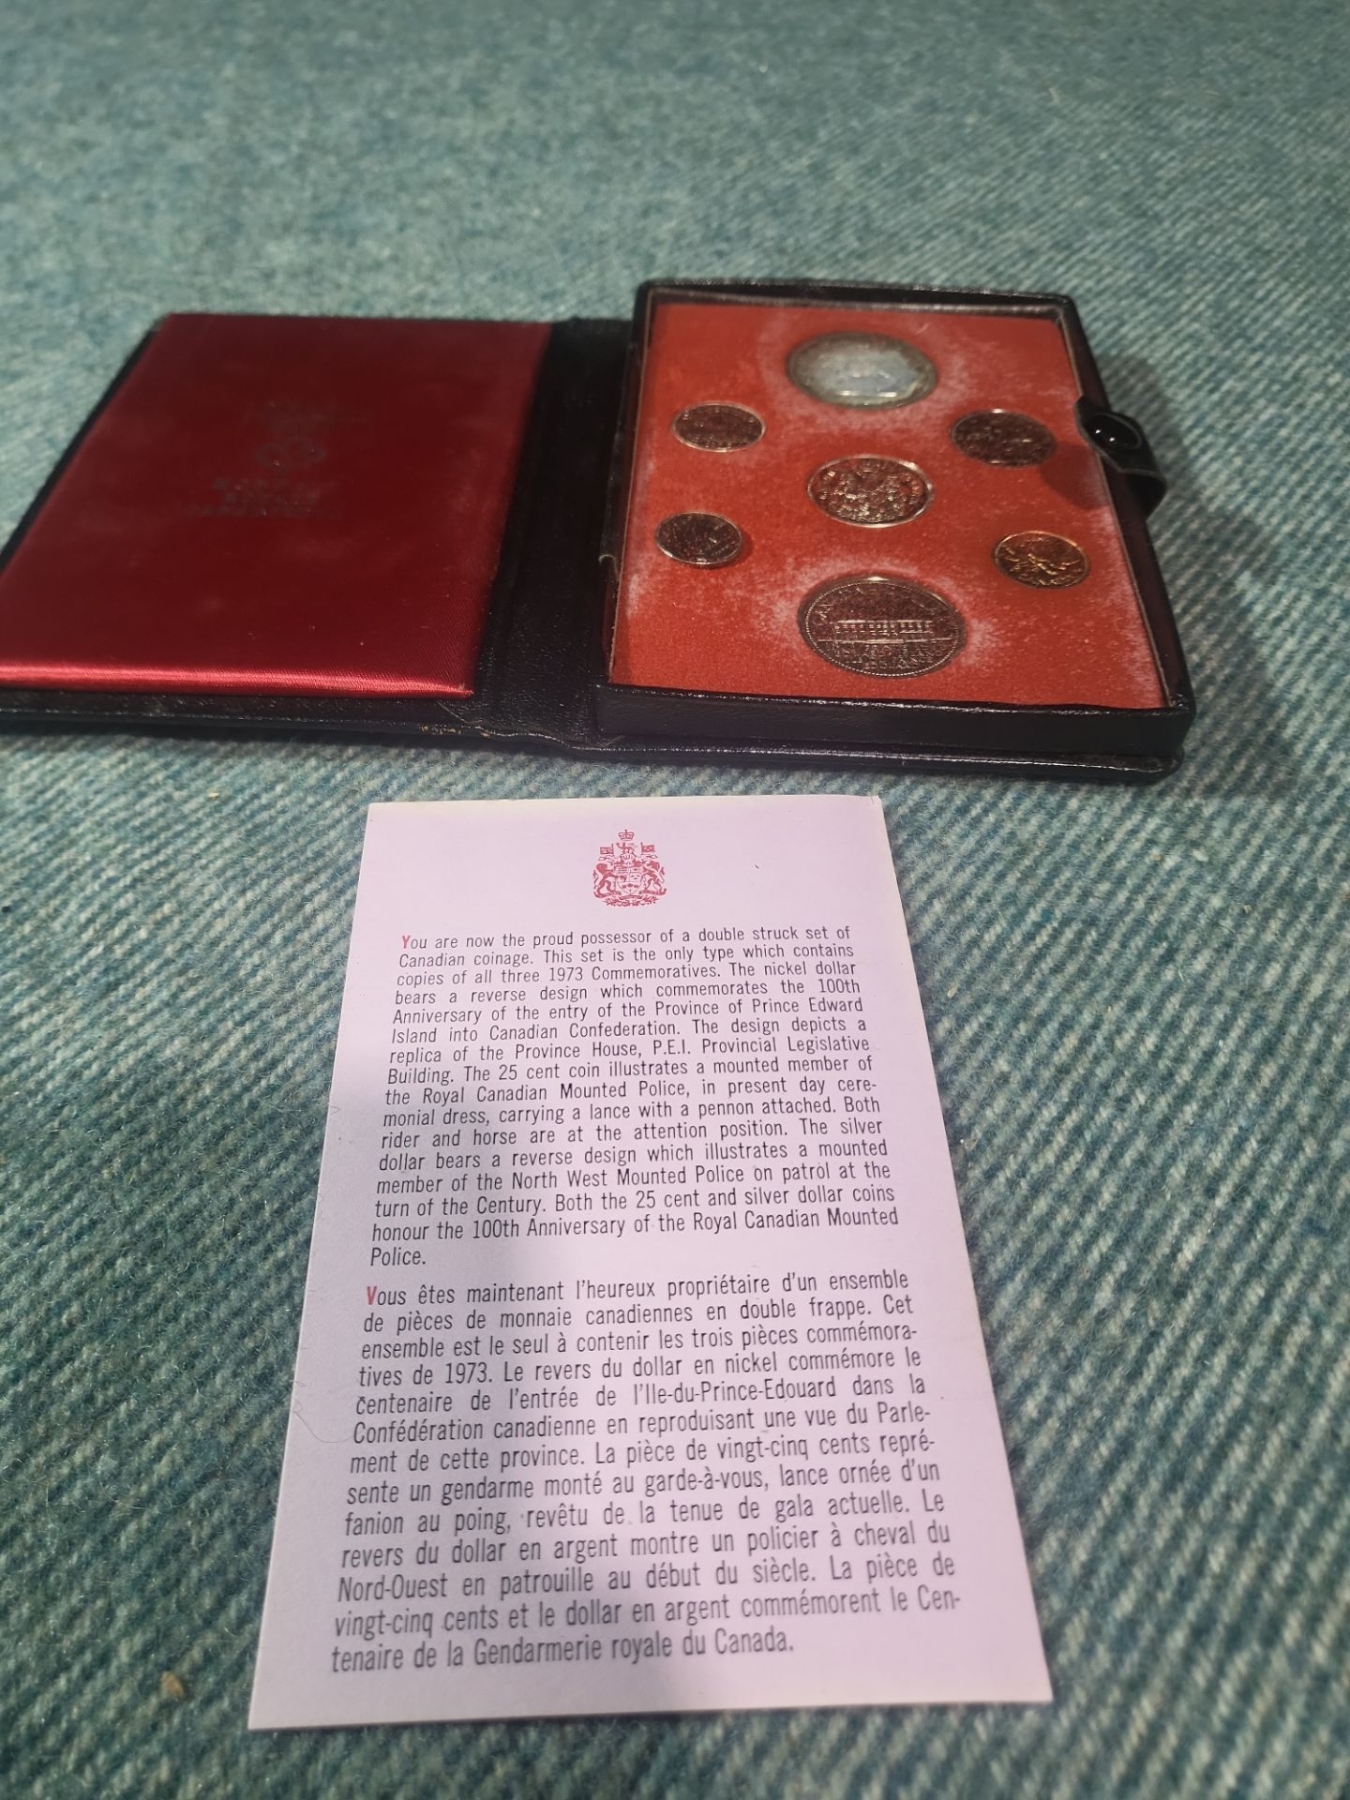 You are now the proud possessor of a double struck set of
Canadian coinage. This set is the only type which contains
copies of all three 1973 Commemoratives. The nickel dollar
bears a reverse design which commemorates the 100th
Anniversary of the entry of the Province of Prince Edward
Island into Canadian Confederation. The design depicts a
replica of the Province House, P.E.I. Provincial Legislative
Building. The 25 cent coin illustrates a mounted member of
the Royal Canadian Mounted Police, in present day cere-
monial dress, carrying a lance with a pennon attached. Both
rider and horse are at the attention position. The silver
dollar bears a reverse design which illustrates a mounted
member of the North West Mounted Police on patrol at the
turn of the Century. Both the 25 cent and silver dollar coins
honour the 100th Anniversary of the Royal Canadian Mounted
Police.
Vous êtes maintenant l'heureux propriétaire d'un ensemble
de pièces de monnaie canadiennes en double frappe. Cet
ensemble est le seul à contenir les trois pièces commémora-
tives de 1973. Le revers du dollar en nickel commémore le
centenaire de l'entrée de l'Ile-du-Prince-Edouard dans la
Confédération canadienne en reproduisant une vue du Parle-
ment de cette province. La pièce de vingt-cinq cents repré-
sente un gendarme monté au garde-à-vous, lance ornée d'un
fanion au poing, revêtu de la tenue de gala actuelle. Le
revers du dollar en argent montre un policier à cheval du
Nord-Ouest en patrouille au début du siècle. La pièce de
vingt-cinq cents et le dollar en argent commémorent le Cen-
tenaire de la Gendarmerie royale du Canada.